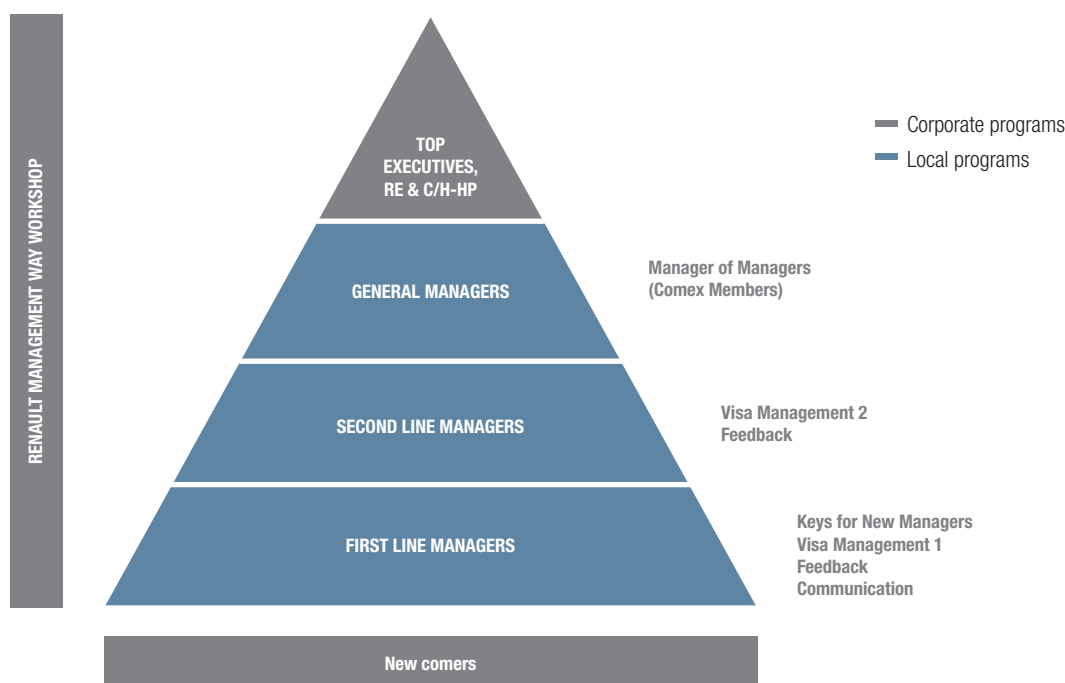 RENAULT MANAGEMENT WAY WORKSHOP
TOP
EXECUTIVES,
RE & C/H-HP
Corporate programs
Local programs
GENERAL MANAGERS
Manager of Managers
(Comex Members)
SECOND LINE MANAGERS
Visa Management 2
Feedback
FIRST LINE MANAGERS
Keys for New Managers
Visa Management 1
Feedback
Communication
New comers